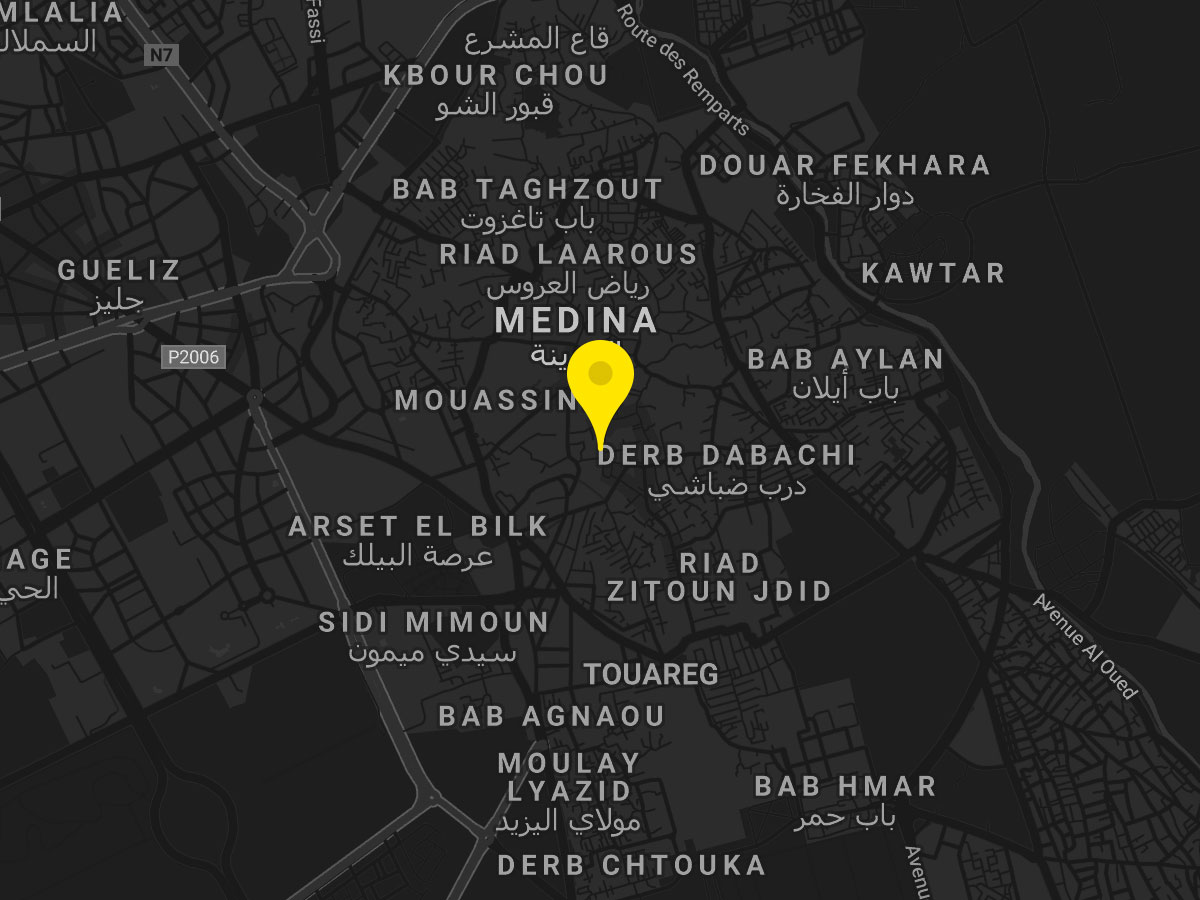 MLALIA
السملال
N7
Fassi
قاع المشرع
KBOUR CHOU
قبور الشو
Route des Remparts
DOUAR FEKHARA
دوار الفخارة
BAB TAGHZOUT
باب تاغزوت
RIAD LAAROUS
رياض العروس
GUELIZ
جليز
KAWTAR
MEDINA
P2006
BAB AYLAN
باب أيلان
MOUASSIN
DERB DABACHI
درب ضباشي
ARSET EL BILK
عرصة البيلك
AGE
الحي
RIAD
ZITOUN JDID
SIDI MIMOUN
سيدي ميمون
Avenue Al Oued
TOUAREG
BAB AGNAOU
MOULAY
LYAZID
مولاي اليزيد
BAB HMAR
باب حمر
DERB CHTOUKA
Avenu